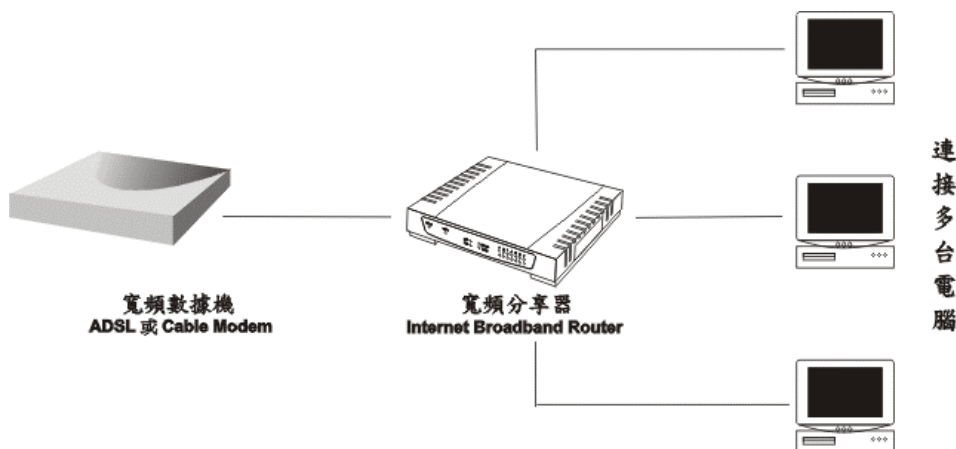 寬頻數據機
ADSL 或 Cable Modem
寬頻分享器
Internet Broadband Router
連接多台電腦